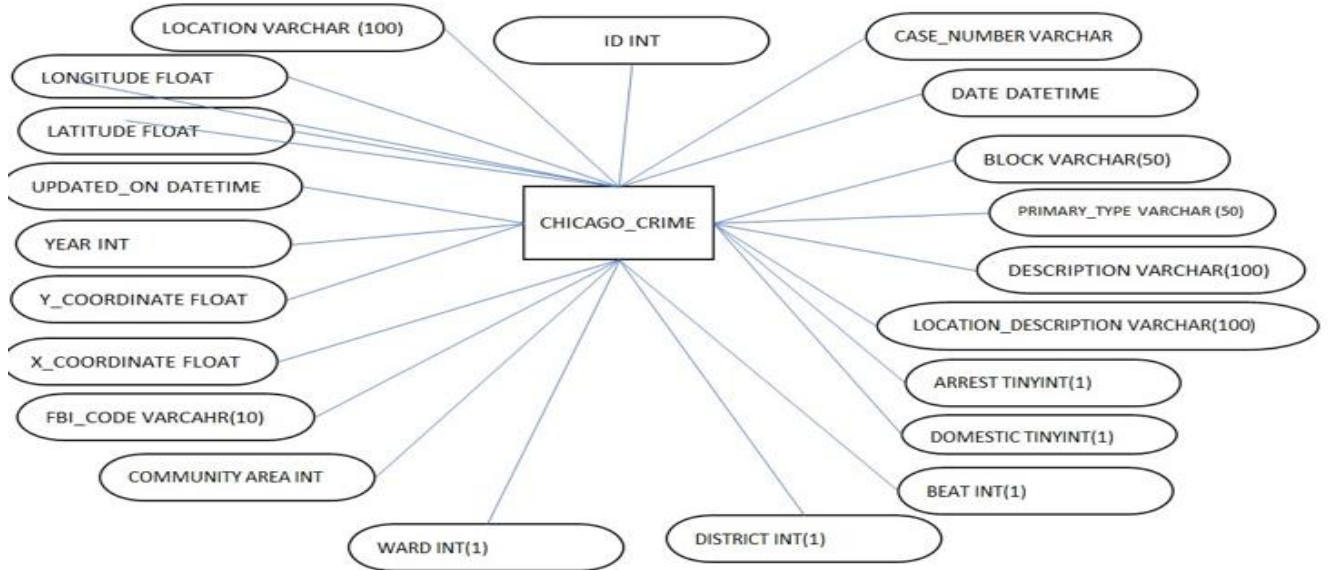 LOCATION VARCHAR (100)
ID INT
CASE_NUMBER VARCHAR
LONGITUDE FLOAT
DATE DATETIME
LATITUDE FLOAT
BLOCK VARCHAR(50)
UPDATED_ON DATETIME
CHICAGO_CRIME
PRIMARY_TYPE VARCHAR (50)
YEAR INT
DESCRIPTION VARCHAR(100)
Y_COORDINATE FLOAT
LOCATION_DESCRIPTION VARCHAR(100)
X_COORDINATE FLOAT
ARREST TINYINT(1)
FBI_CODE VARCAHR(10)
DOMESTIC TINYINT(1)
COMMUNITY AREA INT
BEAT INT(1)
WARD INT(1)
DISTRICT INT(1)